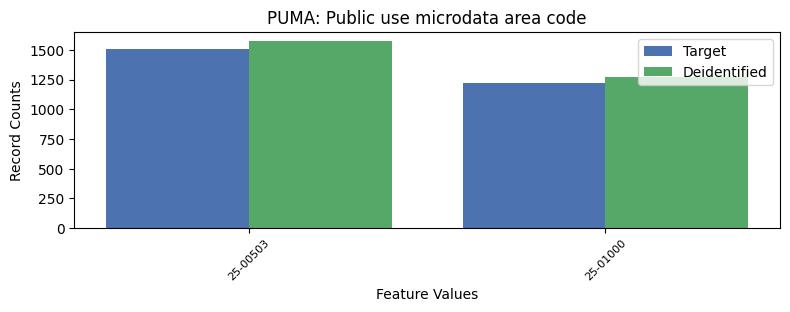 PUMA: Public use microdata area code
Target
Deidentified
Record Counts
1500
1250
1000
750
500
250
0
25-00503
25-01000
Feature Values